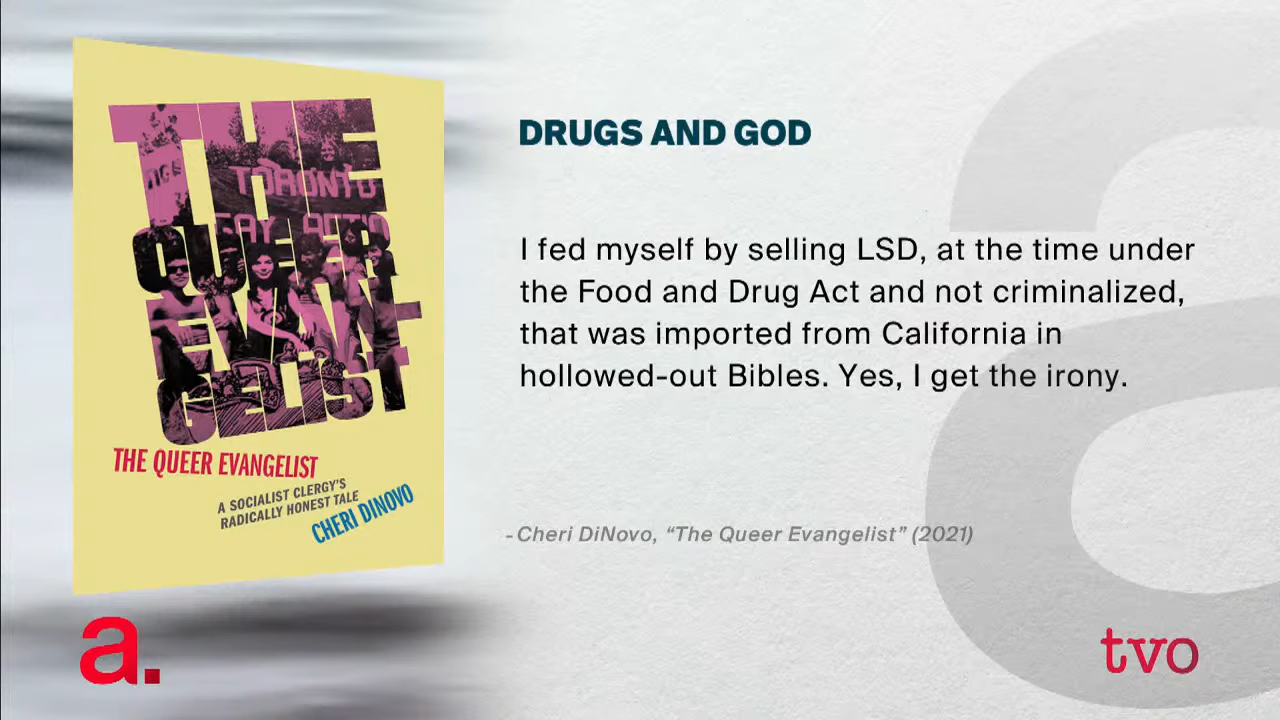 THE
QUEER
EVAN-
GELIST
TORONTO
GAY ACTIO
THE QUEER EVANGELIST
A SOCIALIST CLERGY'S
RADICALLY HONEST TALE
CHERI DINOVO
DRUGS AND GOD
I fed myself by selling LSD, at the time under
the Food and Drug Act and not criminalized,
that was imported from California in
hollowed-out Bibles. Yes, I get the irony.
- Cheri DiNovo, “The Queer Evangelist” (2021)
a.
tvo